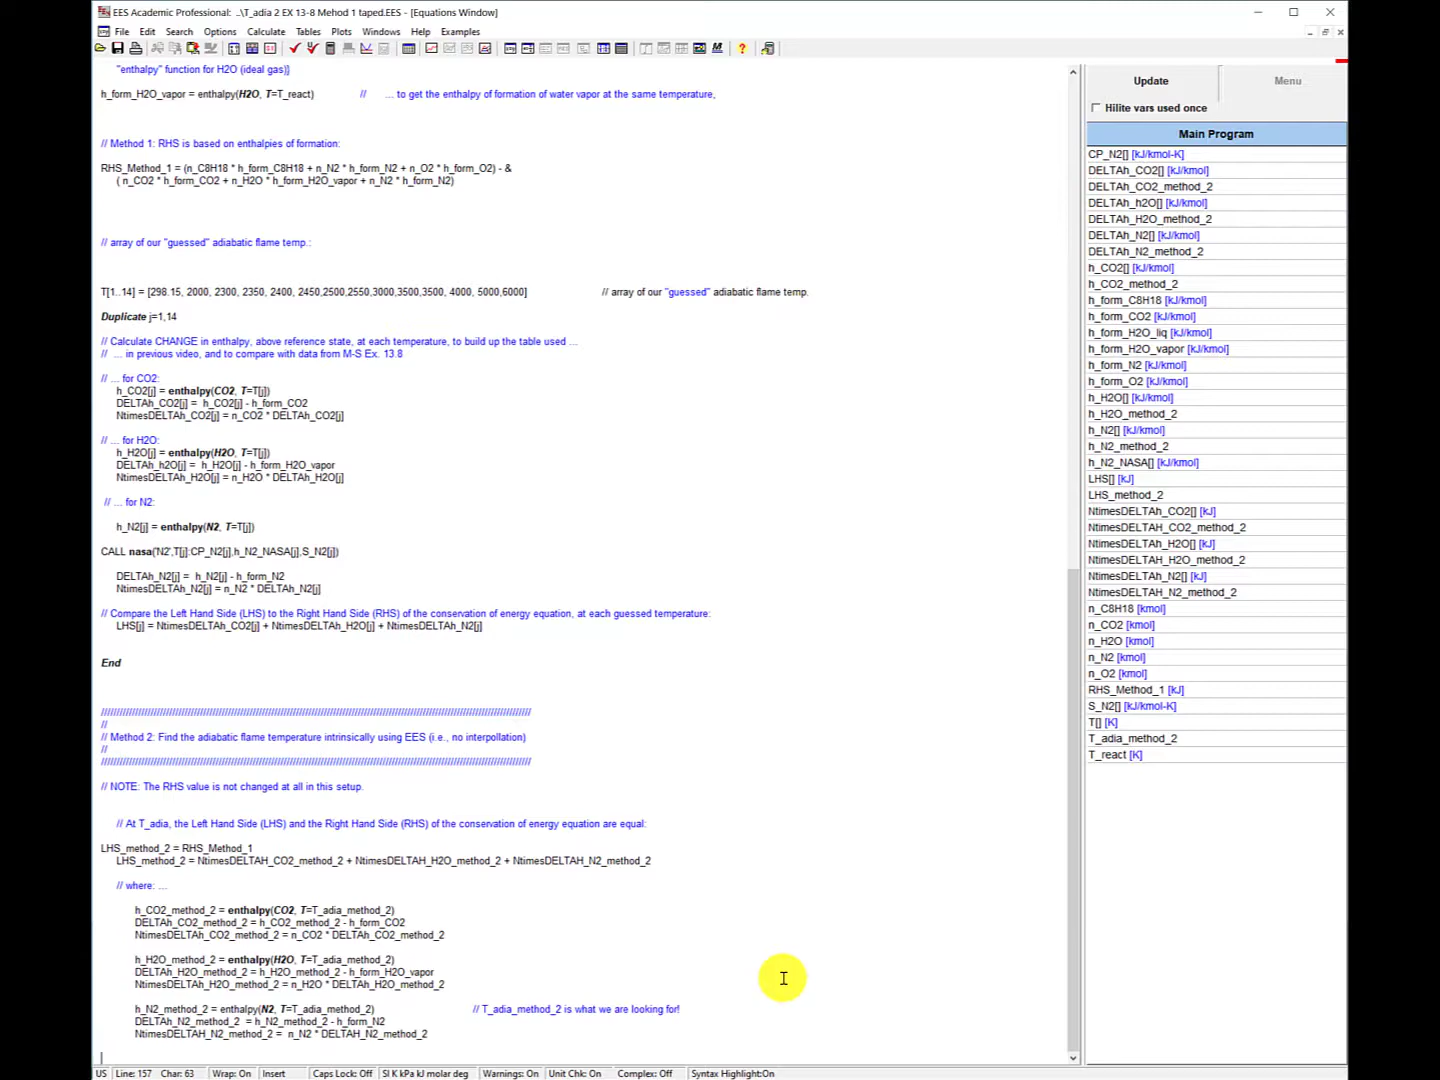 EES Academic Professional: ..\T_adia 2 EX 13-8 Mehod 1 taped.EES - [Equations Window]
File Edit Search Options Calculate Tables Plots Windows Help Examples
"enthalpy" function for H2O (ideal gas)}
h_form_H2O_vapor = enthalpy(H2O, T=T_react) // ... to get the enthalpy of formation of water vapor at the same temperature,
// Method 1: RHS is based on enthalpies of formation:
RHS_Method_1 = (n_C8H18 * h_form_C8H18 + n_N2 * h_form_N2 + n_O2 * h_form_O2) - &
( n_CO2 * h_form_CO2 + n_H2O * h_form_H2O_vapor + n_N2 * h_form_N2)
// array of our "guessed" adiabatic flame temp.:
T[1..14] = [298.15, 2000, 2300, 2350, 2400, 2450,2500,2550,3000,3500,3500, 4000, 5000,6000] // array of our "guessed" adiabatic flame temp.
Duplicate j=1,14
// Calculate CHANGE in enthalpy, above reference state, at each temperature, to build up the table used ...
// ... in previous video, and to compare with data from M-S Ex. 13.8
// ... for CO2:
h_CO2[j] = enthalpy(CO2, T=T[j])
DELTAh_CO2[j] = h_CO2[j] - h_form_CO2
NtimesDELTAh_CO2[j] = n_CO2 * DELTAh_CO2[j]
// ... for H2O:
h_H2O[j] = enthalpy(H2O, T=T[j])
DELTAh_h2O[j] = h_H2O[j] - h_form_H2O_vapor
NtimesDELTAh_H2O[j] = n_H2O * DELTAh_H2O[j]
// ... for N2:
h_N2[j] = enthalpy(N2, T=T[j])
CALL nasa('N2',T[j]:CP_N2[j],h_N2_NASA[j],S_N2[j])
DELTAh_N2[j] = h_N2[j] - h_form_N2
NtimesDELTAh_N2[j] = n_N2 * DELTAh_N2[j]
// Compare the Left Hand Side (LHS) to the Right Hand Side (RHS) of the conservation of energy equation, at each guessed temperature:
LHS[j] = NtimesDELTAh_CO2[j] + NtimesDELTAh_H2O[j] + NtimesDELTAh_N2[j]
End
//
// Method 2: Find the adiabatic flame temperature intrinsically using EES (i.e., no interpolation)
//
// NOTE: The RHS value is not changed at all in this setup.
// At T_adia, the Left Hand Side (LHS) and the Right Hand Side (RHS) of the conservation of energy equation are equal:
LHS_method_2 = RHS_Method_1
LHS_method_2 = NtimesDELTAH_CO2_method_2 + NtimesDELTAH_H2O_method_2 + NtimesDELTAH_N2_method_2
// where: ...
h_CO2_method_2 = enthalpy(CO2, T=T_adia_method_2)
DELTAh_CO2_method_2 = h_CO2_method_2 - h_form_CO2
NtimesDELTAh_CO2_method_2 = n_CO2 * DELTAh_CO2_method_2
h_H2O_method_2 = enthalpy(H2O, T=T_adia_method_2)
DELTAh_H2O_method_2 = h_H2O_method_2 - h_form_H2O_vapor
NtimesDELTAh_H2O_method_2 = n_H2O * DELTAh_H2O_method_2
h_N2_method_2 = enthalpy(N2, T=T_adia_method_2) // T_adia_method_2 is what we are looking for!
DELTAh_N2_method_2 = h_N2_method_2 - h_form_N2
NtimesDELTAH_N2_method_2 = n_N2 * DELTAH_N2_method_2
Update Menu
Hilite vars used once
Main Program
CP_N2[] [kJ/kmol-K]
DELTAh_CO2[] [kJ/kmol]
DELTAh_CO2_method_2
DELTAh_h2O[] [kJ/kmol]
DELTAh_H2O_method_2
DELTAh_N2[] [kJ/kmol]
DELTAh_N2_method_2
h_CO2[] [kJ/kmol]
h_CO2_method_2
h_form_C8H18 [kJ/kmol]
h_form_CO2 [kJ/kmol]
h_form_H2O_liq [kJ/kmol]
h_form_H2O_vapor [kJ/kmol]
h_form_N2 [kJ/kmol]
h_form_O2 [kJ/kmol]
h_H2O[] [kJ/kmol]
h_H2O_method_2
h_N2[] [kJ/kmol]
h_N2_method_2
h_N2_NASA[] [kJ/kmol]
LHS[] [kJ]
LHS_method_2
NtimesDELTAh_CO2[] [kJ]
NtimesDELTAH_CO2_method_2
NtimesDELTAh_H2O[] [kJ]
NtimesDELTAH_H2O_method_2
NtimesDELTAh_N2[] [kJ]
NtimesDELTAH_N2_method_2
n_C8H18 [kmol]
n_CO2 [kmol]
n_H2O [kmol]
n_N2 [kmol]
n_O2 [kmol]
RHS_Method_1 [kJ]
S_N2[] [kJ/kmol-K]
T[] [K]
T_adia_method_2
T_react [K]
US Line: 157 Char: 63 Wrap: On Insert Caps Lock: Off SI K kPa kJ molar deg Warnings: On Unit Chk: On Complex: Off Syntax Highlight:On